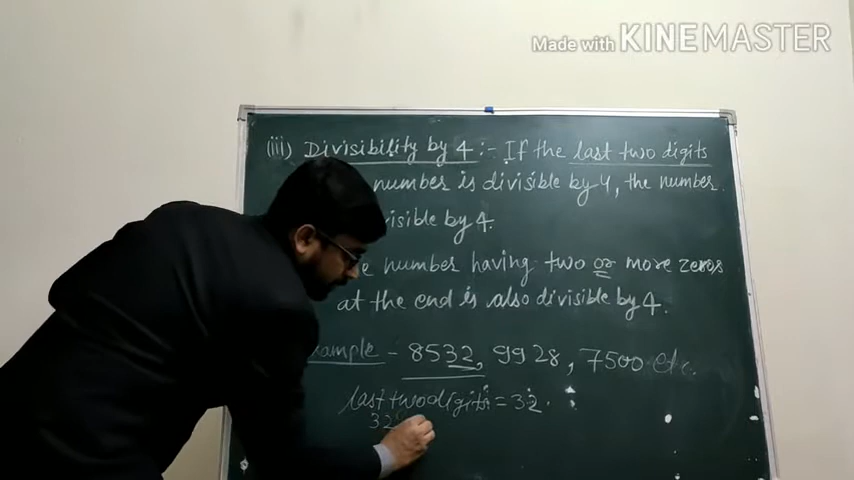 Made with KINEMASTER
(iii) Divisibility by 4 :- If the last two digits
number is divisible by 4, the number
visible by 4.
number having two or more zeros
at the end is also divisible by 4.
xample - 8532, 9928, 7500 etc.
last two digits = 32.
32